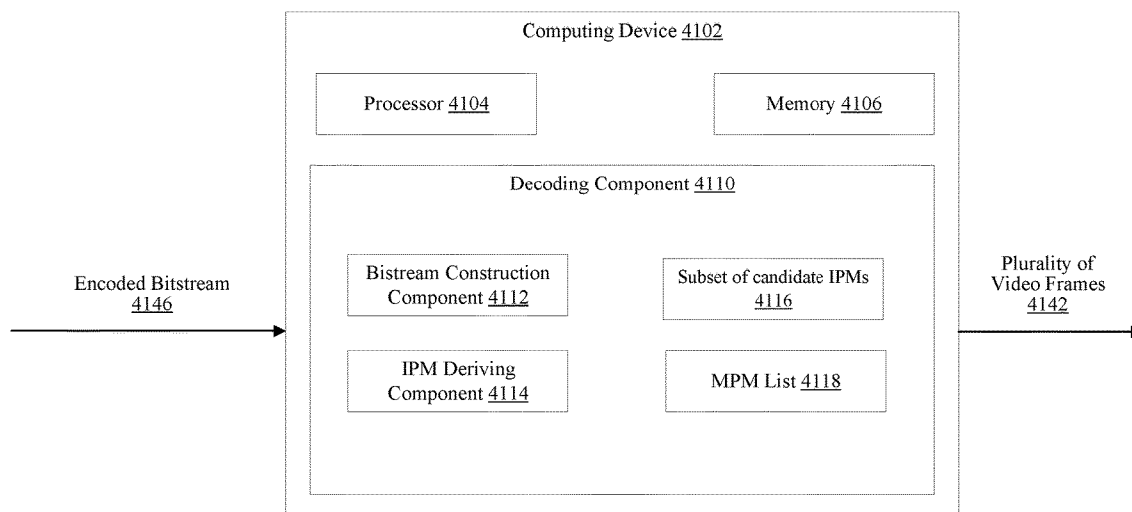 Computing Device 4102
Processor 4104
Memory 4106
Decoding Component 4110
Encoded Bitstream
4146
Bistream Construction
Component 4112
Subset of candidate IPMs
4116
Plurality of
Video Frames
4142
IPM Deriving
Component 4114
MPM List 4118